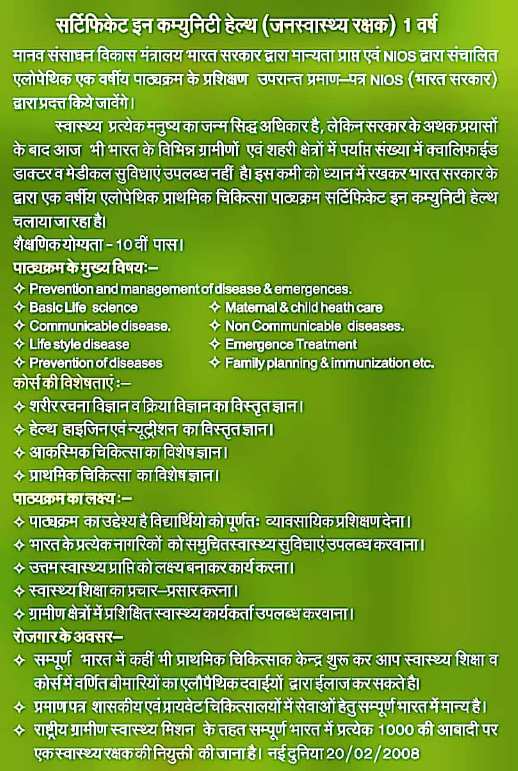 सर्टिफिकेट इन कम्युनिटी हेल्थ (जनस्वास्थ्य रक्षक) 1 वर्ष
मानव संसाधन विकास मंत्रालय भारत सरकार द्वारा मान्यता प्राप्त एवं NIOS द्वारा संचालित
एलोपेथिक एक वर्षीय पाठ्यक्रम के प्रशिक्षण उपरान्त प्रमाण–पत्र NIOS (भारत सरकार)
द्वारा प्रदत्त किये जावेंगे।
स्वास्थ्य प्रत्येक मनुष्य का जन्म सिद्ध अधिकार है, लेकिन सरकार के अथक प्रयासों
के बाद आज भी भारत के विभिन्न ग्रामीणों एवं शहरी क्षेत्रों में पर्याप्त संख्या में क्वालिफाईड
डाक्टर व मेडीकल सुविधाएं उपलब्ध नहीं है। इस कमी को ध्यान में रखकर भारत सरकार के
द्वारा एक वर्षीय एलोपेथिक प्राथमिक चिकित्सा पाठ्यक्रम सर्टिफिकेट इन कम्युनिटी हेल्थ
चलाया जा रहा है।
शैक्षणिक योग्यता - 10 वीं पास।
पाठ्यक्रम के मुख्य विषय:–
✧ Prevention and management of disease & emergences.
✧ Basic Life science ✧ Maternal & child heath care
✧ Communicable disease. ✧ Non Communicable diseases.
✧ Life style disease ✧ Emergence Treatment
✧ Prevention of diseases ✧ Family planning & immunization etc.
कोर्स की विशेषताएं :–
✧ शरीर रचना विज्ञान व क्रिया विज्ञान का विस्तृत ज्ञान।
✧ हेल्थ हाइजिन एवं न्यूट्रीशन का विस्तृत ज्ञान।
✧ आकस्मिक चिकित्सा का विशेष ज्ञान।
✧ प्राथमिक चिकित्सा का विशेष ज्ञान।
पाठ्यक्रम का लक्ष्य :–
✧ पाठ्यक्रम का उद्देश्य है विद्यार्थियो को पूर्णतः व्यावसायिक प्रशिक्षण देना।
✧ भारत के प्रत्येक नागरिकों को समुचित स्वास्थ्य सुविधाएं उपलब्ध करवाना।
✧ उत्तम स्वास्थ्य प्राप्ति को लक्ष्य बनाकर कार्य करना।
✧ स्वास्थ्य शिक्षा का प्रचार–प्रसार करना।
✧ ग्रामीण क्षेत्रों में प्रशिक्षित स्वास्थ्य कार्यकर्ता उपलब्ध करवाना।
रोजगार के अवसर–
✧ सम्पूर्ण भारत में कहीं भी प्राथमिक चिकित्साक केन्द्र शुरू कर आप स्वास्थ्य शिक्षा व
कोर्स में वर्णित बीमारियों का एलौपैथिक दवाईयों द्वारा ईलाज कर सकते है।
✧ प्रमाण पत्र शासकीय एवं प्रायवेट चिकित्सालयों में सेवाओं हेतु सम्पूर्ण भारत में मान्य है।
✧ राष्ट्रीय ग्रामीण स्वास्थ्य मिशन के तहत सम्पूर्ण भारत में प्रत्येक 1000 की आबादी पर
एक स्वास्थ्य रक्षक की नियुक्ती की जाना है। नई दुनिया 20/02/2008